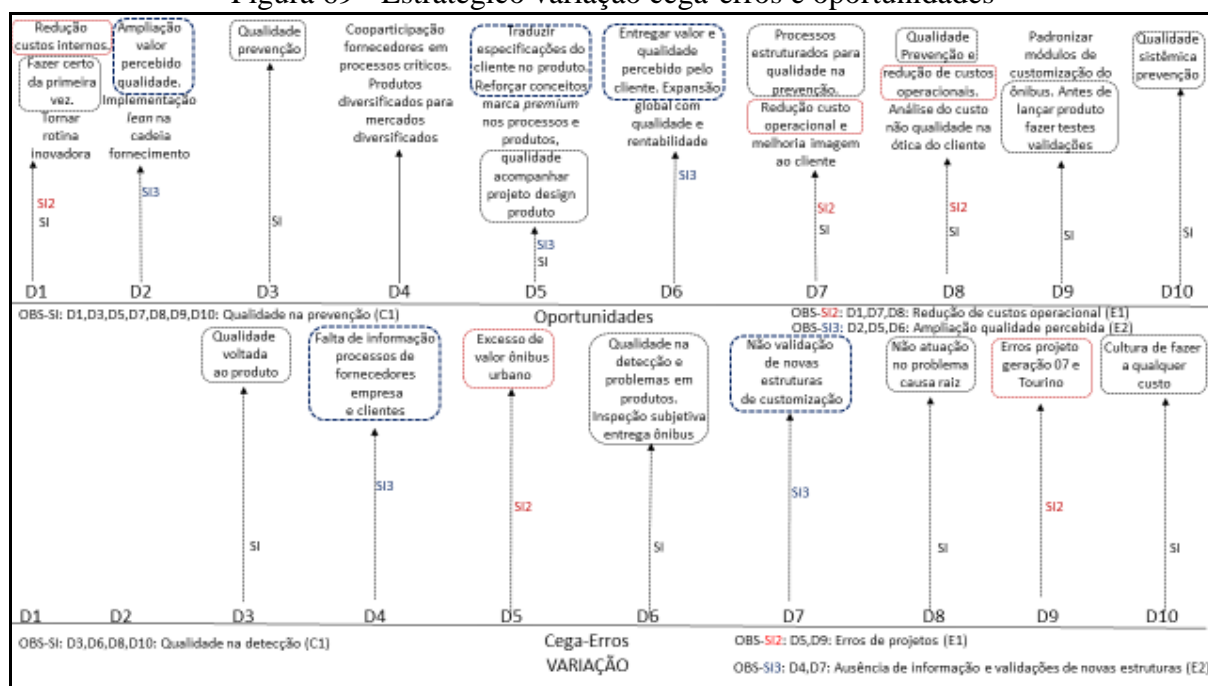 Figura 69 - Estratégico variação cega-erros e oportunidades
Redução
custos internos.
Fazer certo
da primeira
vez.
Tornar
rotina
inovadora
Ampliação
valor
percebido
qualidade.
Implementação
lean na
cadeia
fornecimento
Qualidade
prevenção
Cooparticipação
fornecedores em
processos críticos.
Produtos
diversificados para
mercados
diversificados
Traduzir
especificações do
cliente no produto.
Reforçar conceitos
marca premium
nos processos e
produtos,
qualidade
acompanhar
projeto design
produto
Entregar valor e
qualidade
percebido pelo
cliente. Expansão
global com
qualidade e
rentabilidade
Processos
estruturados para
qualidade na
prevenção.
Redução custo
operacional e
melhoria imagem
ao cliente
Qualidade
Prevenção e
redução de custos
operacionais.
Análise do custo
não qualidade na
ótica do cliente
Padronizar
módulos de
customização do
ônibus. Antes de
lançar produto
fazer testes
validações
Qualidade
sistêmica
prevenção
SI2
SI
SI3
SI
SI3
SI
SI3
SI2
SI
SI2
SI
SI
SI
D1 D2 D3 D4 D5 D6 D7 D8 D9 D10
OBS-SI: D1,D3,D5,D7,D8,D9,D10: Qualidade na prevenção (C1)
Oportunidades
OBS-SI2: D1,D7,D8: Redução de custos operacional (E1)
OBS-SI3: D2,D5,D6: Ampliação qualidade percebida (E2)
Qualidade
voltada
ao produto
Falta de informação
processos de
fornecedores
empresa
e clientes
Excesso de
valor ônibus
urbano
Qualidade na
detecção e
problemas em
produtos.
Inspeção subjetiva
entrega ônibus
Não validação
de novas
estruturas
de customização
Não atuação
no problema
causa raiz
Erros projeto
geração 07 e
Tourino
Cultura de fazer
a qualquer
custo
SI
SI3
SI2
SI
SI3
SI
SI2
SI
D1 D2 D3 D4 D5 D6 D7 D8 D9 D10
OBS-SI: D3,D6,D8,D10: Qualidade na detecção (C1)
Cega-Erros
VARIAÇÃO
OBS-SI2: D5,D9: Erros de projetos (E1)
OBS-SI3: D4,D7: Ausência de informação e validações de novas estruturas (E2)